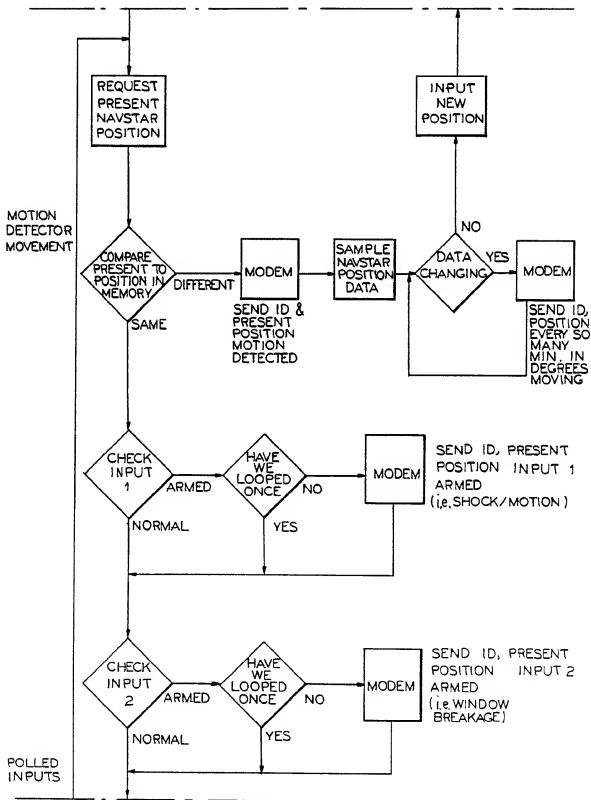 REQUEST
PRESENT
NAVSTAR
POSITION
INPUT
NEW
POSITION
MOTION
DETECTOR
MOVEMENT
COMPARE
PRESENT TO
POSITION IN
MEMORY
DIFFERENT
SAME
MODEM
SEND ID &
PRESENT
POSITION
MOTION
DETECTED
SAMPLE
NAVSTAR
POSITION
DATA
DATA
CHANGING
NO
YES
MODEM
SEND ID,
POSITION
EVERY SO
MANY
MIN. IN
DEGREES
MOVING
CHECK
INPUT
1
ARMED
NORMAL
HAVE
WE
LOOPED
ONCE
NO
YES
MODEM
SEND ID, PRESENT
POSITION INPUT 1
ARMED
(i.e. SHOCK/MOTION)
CHECK
INPUT
2
ARMED
NORMAL
HAVE
WE
LOOPED
ONCE
NO
YES
MODEM
SEND ID, PRESENT
POSITION INPUT 2
ARMED
(i.e. WINDOW
BREAKAGE)
POLLED
INPUTS